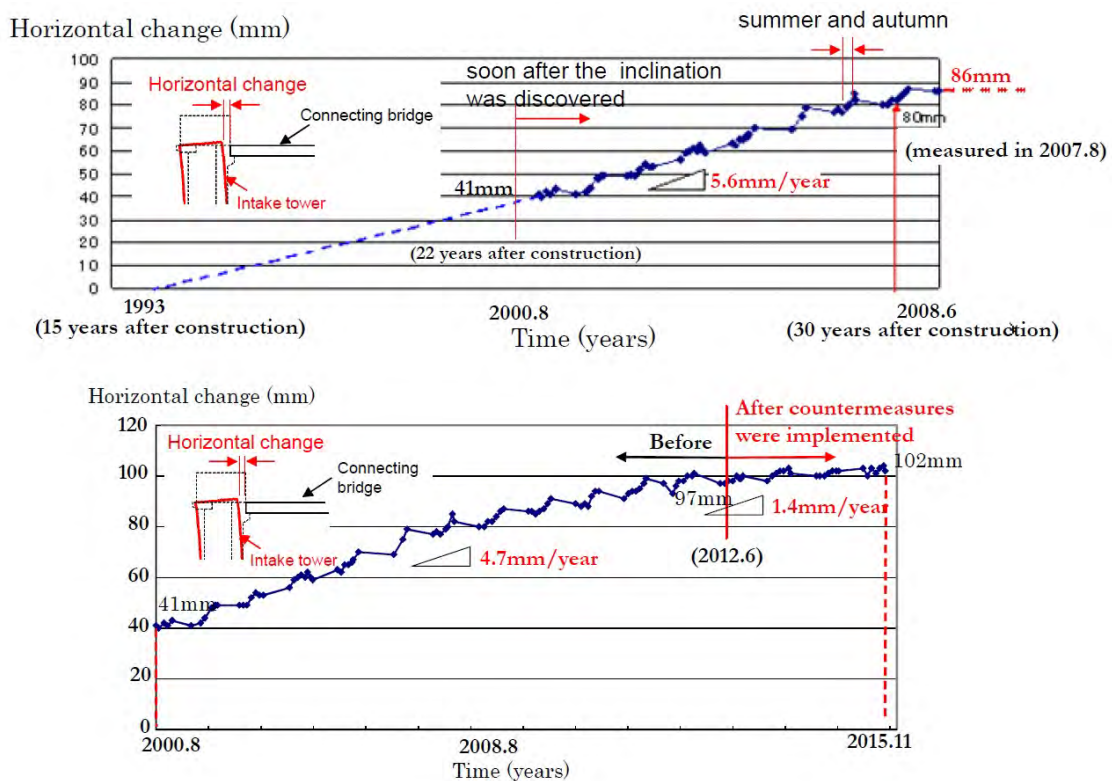 Horizontal change (mm)
summer and autumn
100
90
80
70
60
50
40
30
20
10
0
Horizontal change
Connecting bridge
Intake tower
soon after the inclination
was discovered
86mm
80mm
(measured in 2007.8)
41mm
5.6mm/year
(22 years after construction)
1993
(15 years after construction)
2000.8
Time (years)
2008.6
(30 years after construction)
Horizontal change (mm)
120
100
80
60
40
20
0
Horizontal change
Connecting
bridge
Intake tower
Before
After countermeasures
were implemented
102mm
97mm
1.4mm/year
(2012.6)
4.7mm/year
41mm
2000.8
2008.8
2015.11
Time (years)